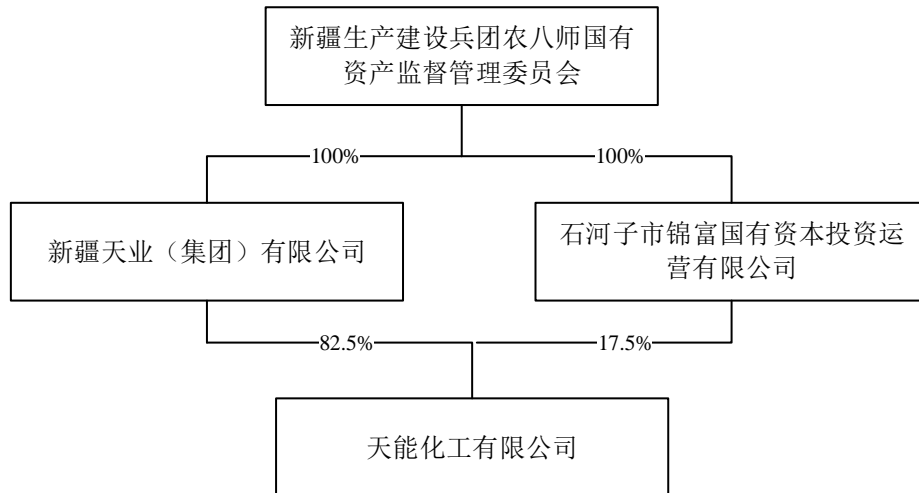 新疆生产建设兵团农八师国有
资产监督管理委员会
100%
100%
新疆天业（集团）有限公司
石河子市锦富国有资本投资运
营有限公司
82.5%
17.5%
天能化工有限公司